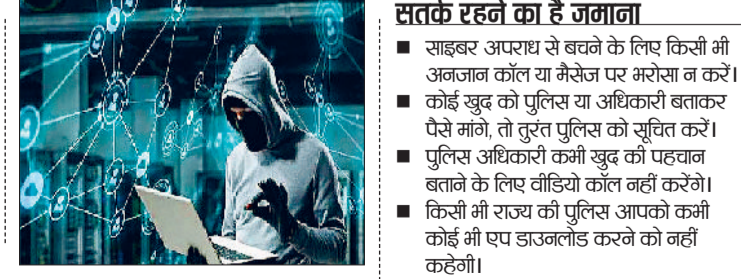 सतर्क रहने का है जमाना
■ साइबर अपराध से बचने के लिए किसी भी
अनजान कॉल या मैसेज पर भरोसा न करें।
■ कोई खुद को पुलिस या अधिकारी बताकर
पैसे मांगे, तो तुरंत पुलिस को सूचित करें।
■ पुलिस अधिकारी कभी खुद की पहचान
बताने के लिए वीडियो कॉल नहीं करेंगे।
■ किसी भी राज्य की पुलिस आपको कभी
कोई भी एप डाउनलोड करने को नहीं
कहेगी।